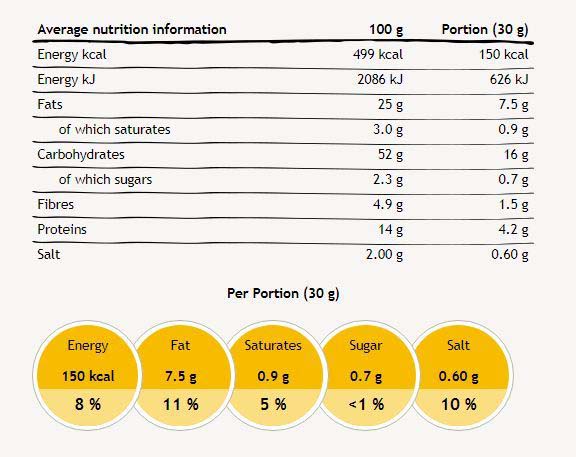 Average nutrition information 100 g Portion (30 g)
Energy kcal 499 kcal 150 kcal
Energy kJ 2086 kJ 626 kJ
Fats 25 g 7.5 g
of which saturates 3.0 g 0.9 g
Carbohydrates 52 g 16 g
of which sugars 2.3 g 0.7 g
Fibres 4.9 g 1.5 g
Proteins 14 g 4.2 g
Salt 2.00 g 0.60 g
Per Portion (30 g)
Energy Fat Saturates Sugar Salt
150 kcal 7.5 g 0.9 g 0.7 g 0.60 g
8 % 11 % 5 % <1 % 10 %